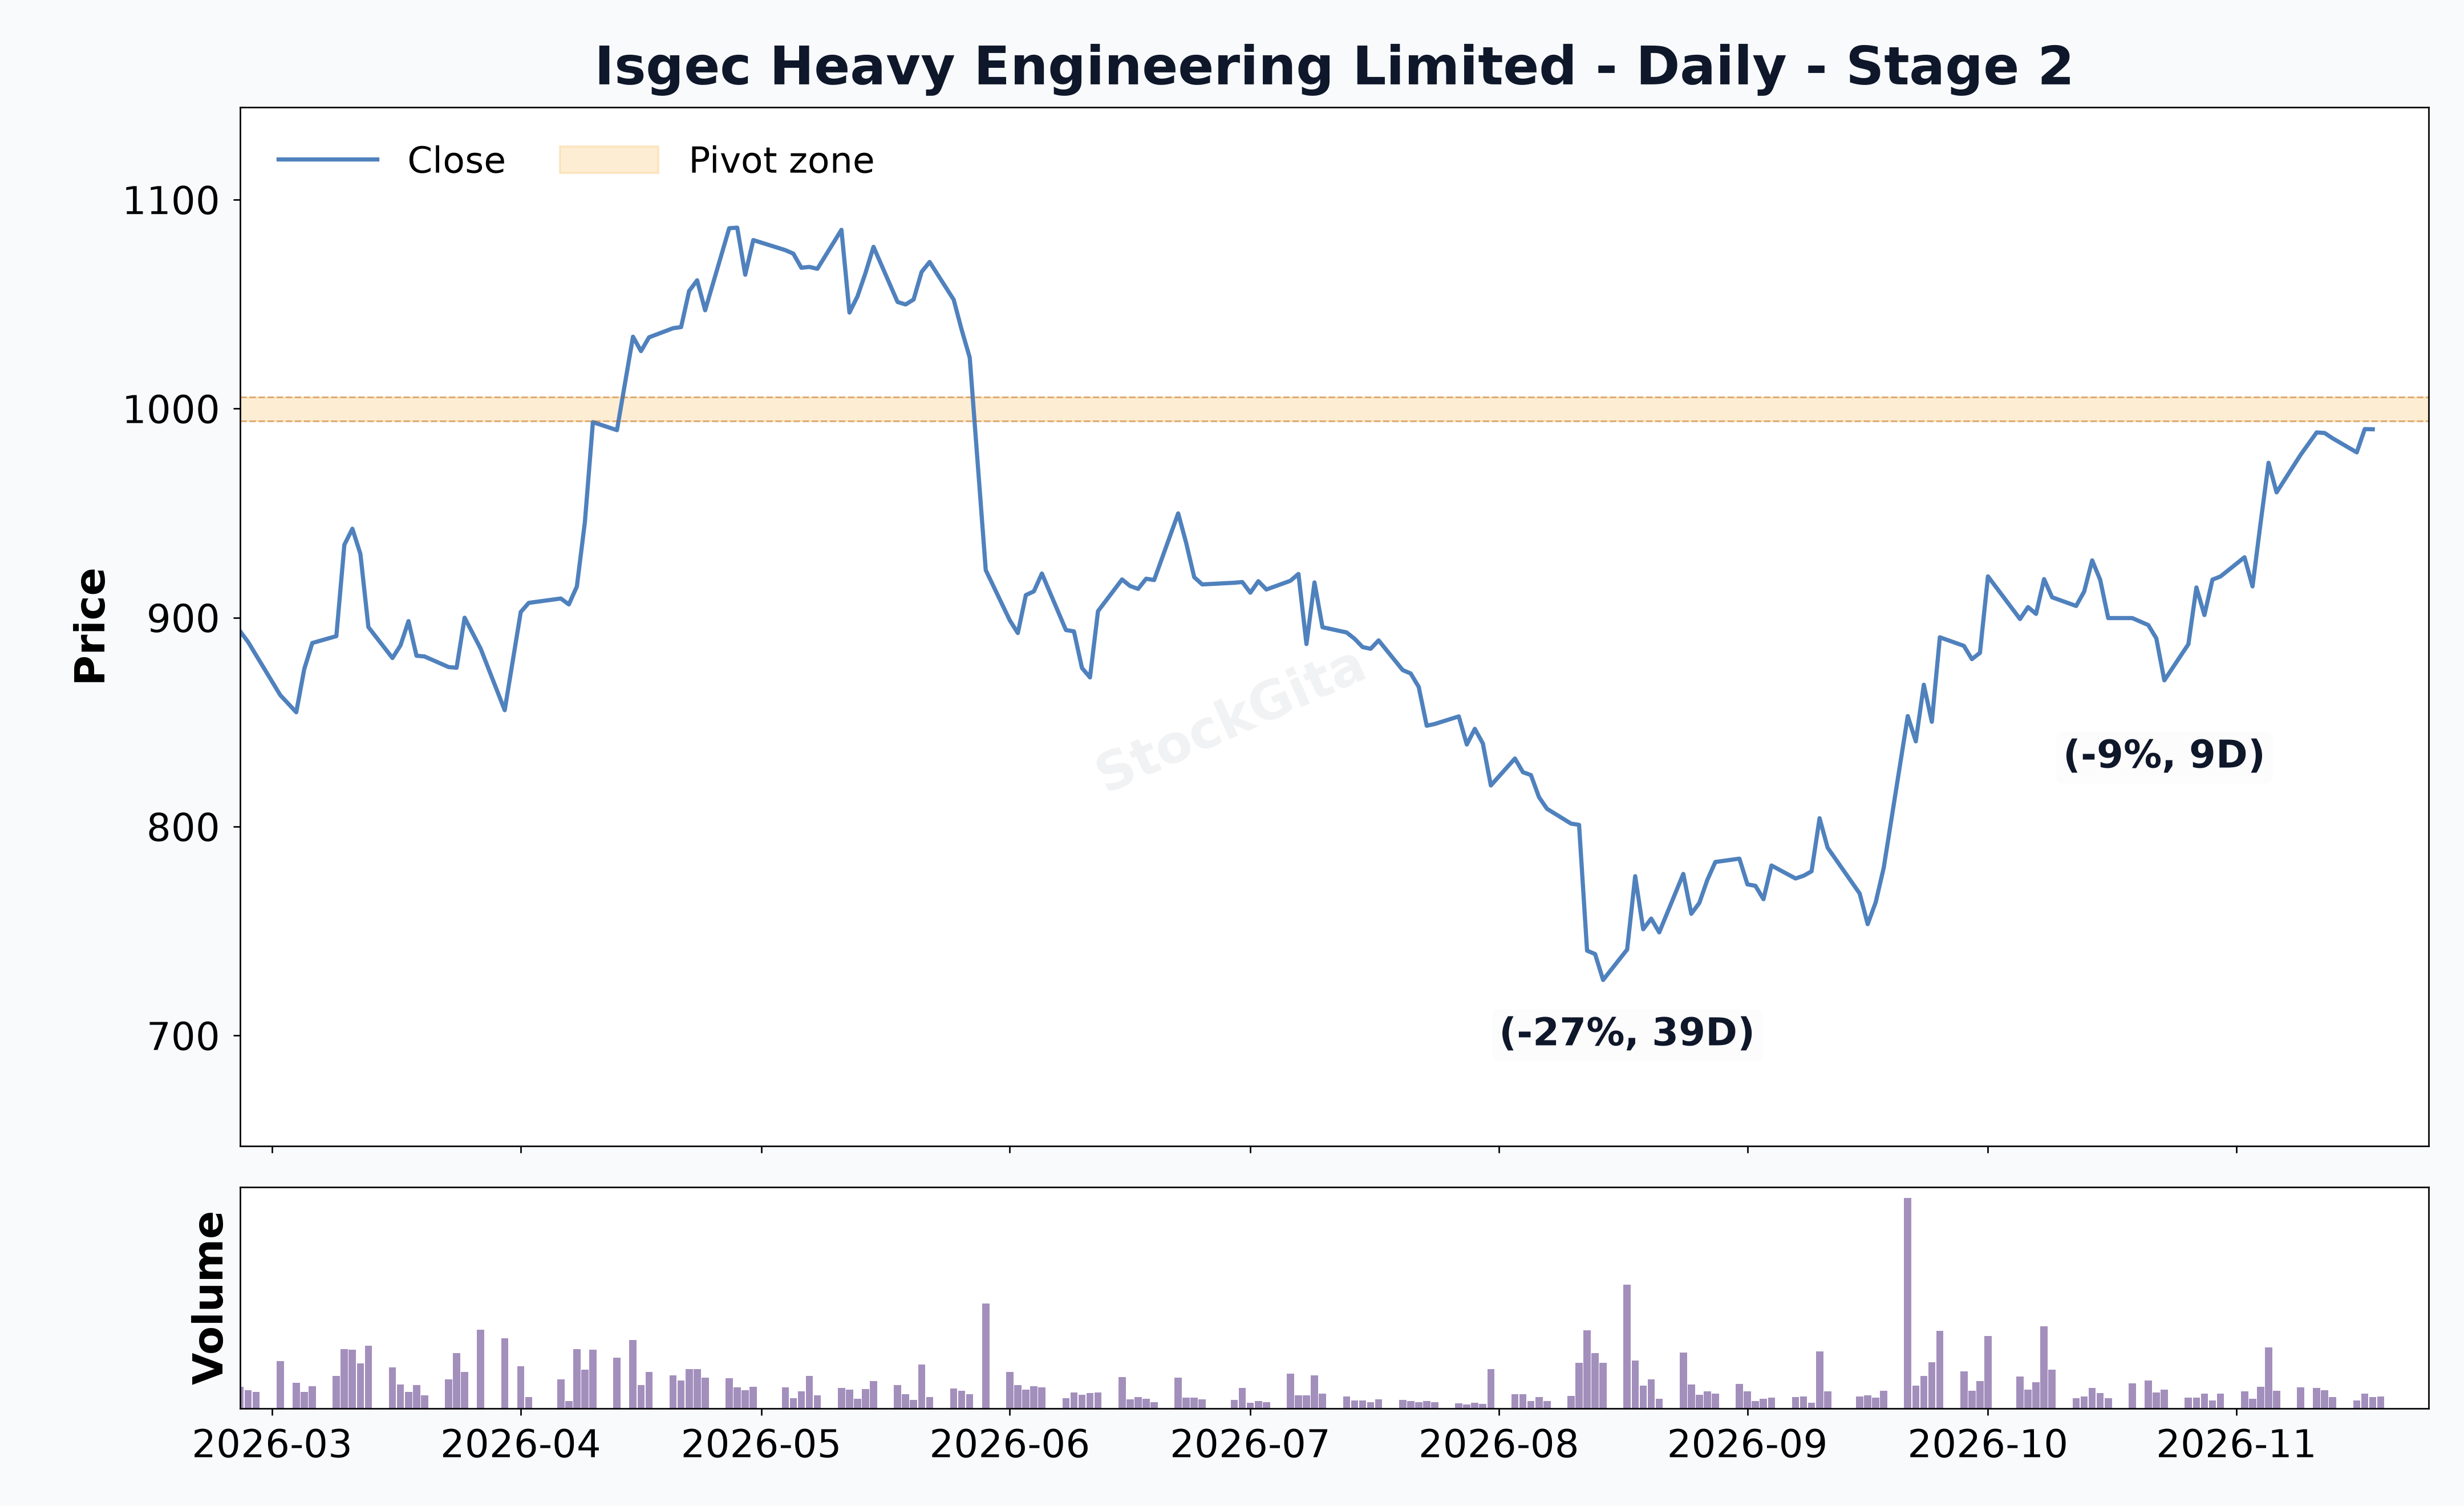 Isgec Heavy Engineering Limited - Daily - Stage 2
Close
Pivot zone
Price
1100
1000
900
800
700
StockGita
(-9%, 9D)
(-27%, 39D)
Volume
2026-03
2026-04
2026-05
2026-06
2026-07
2026-08
2026-09
2026-10
2026-11